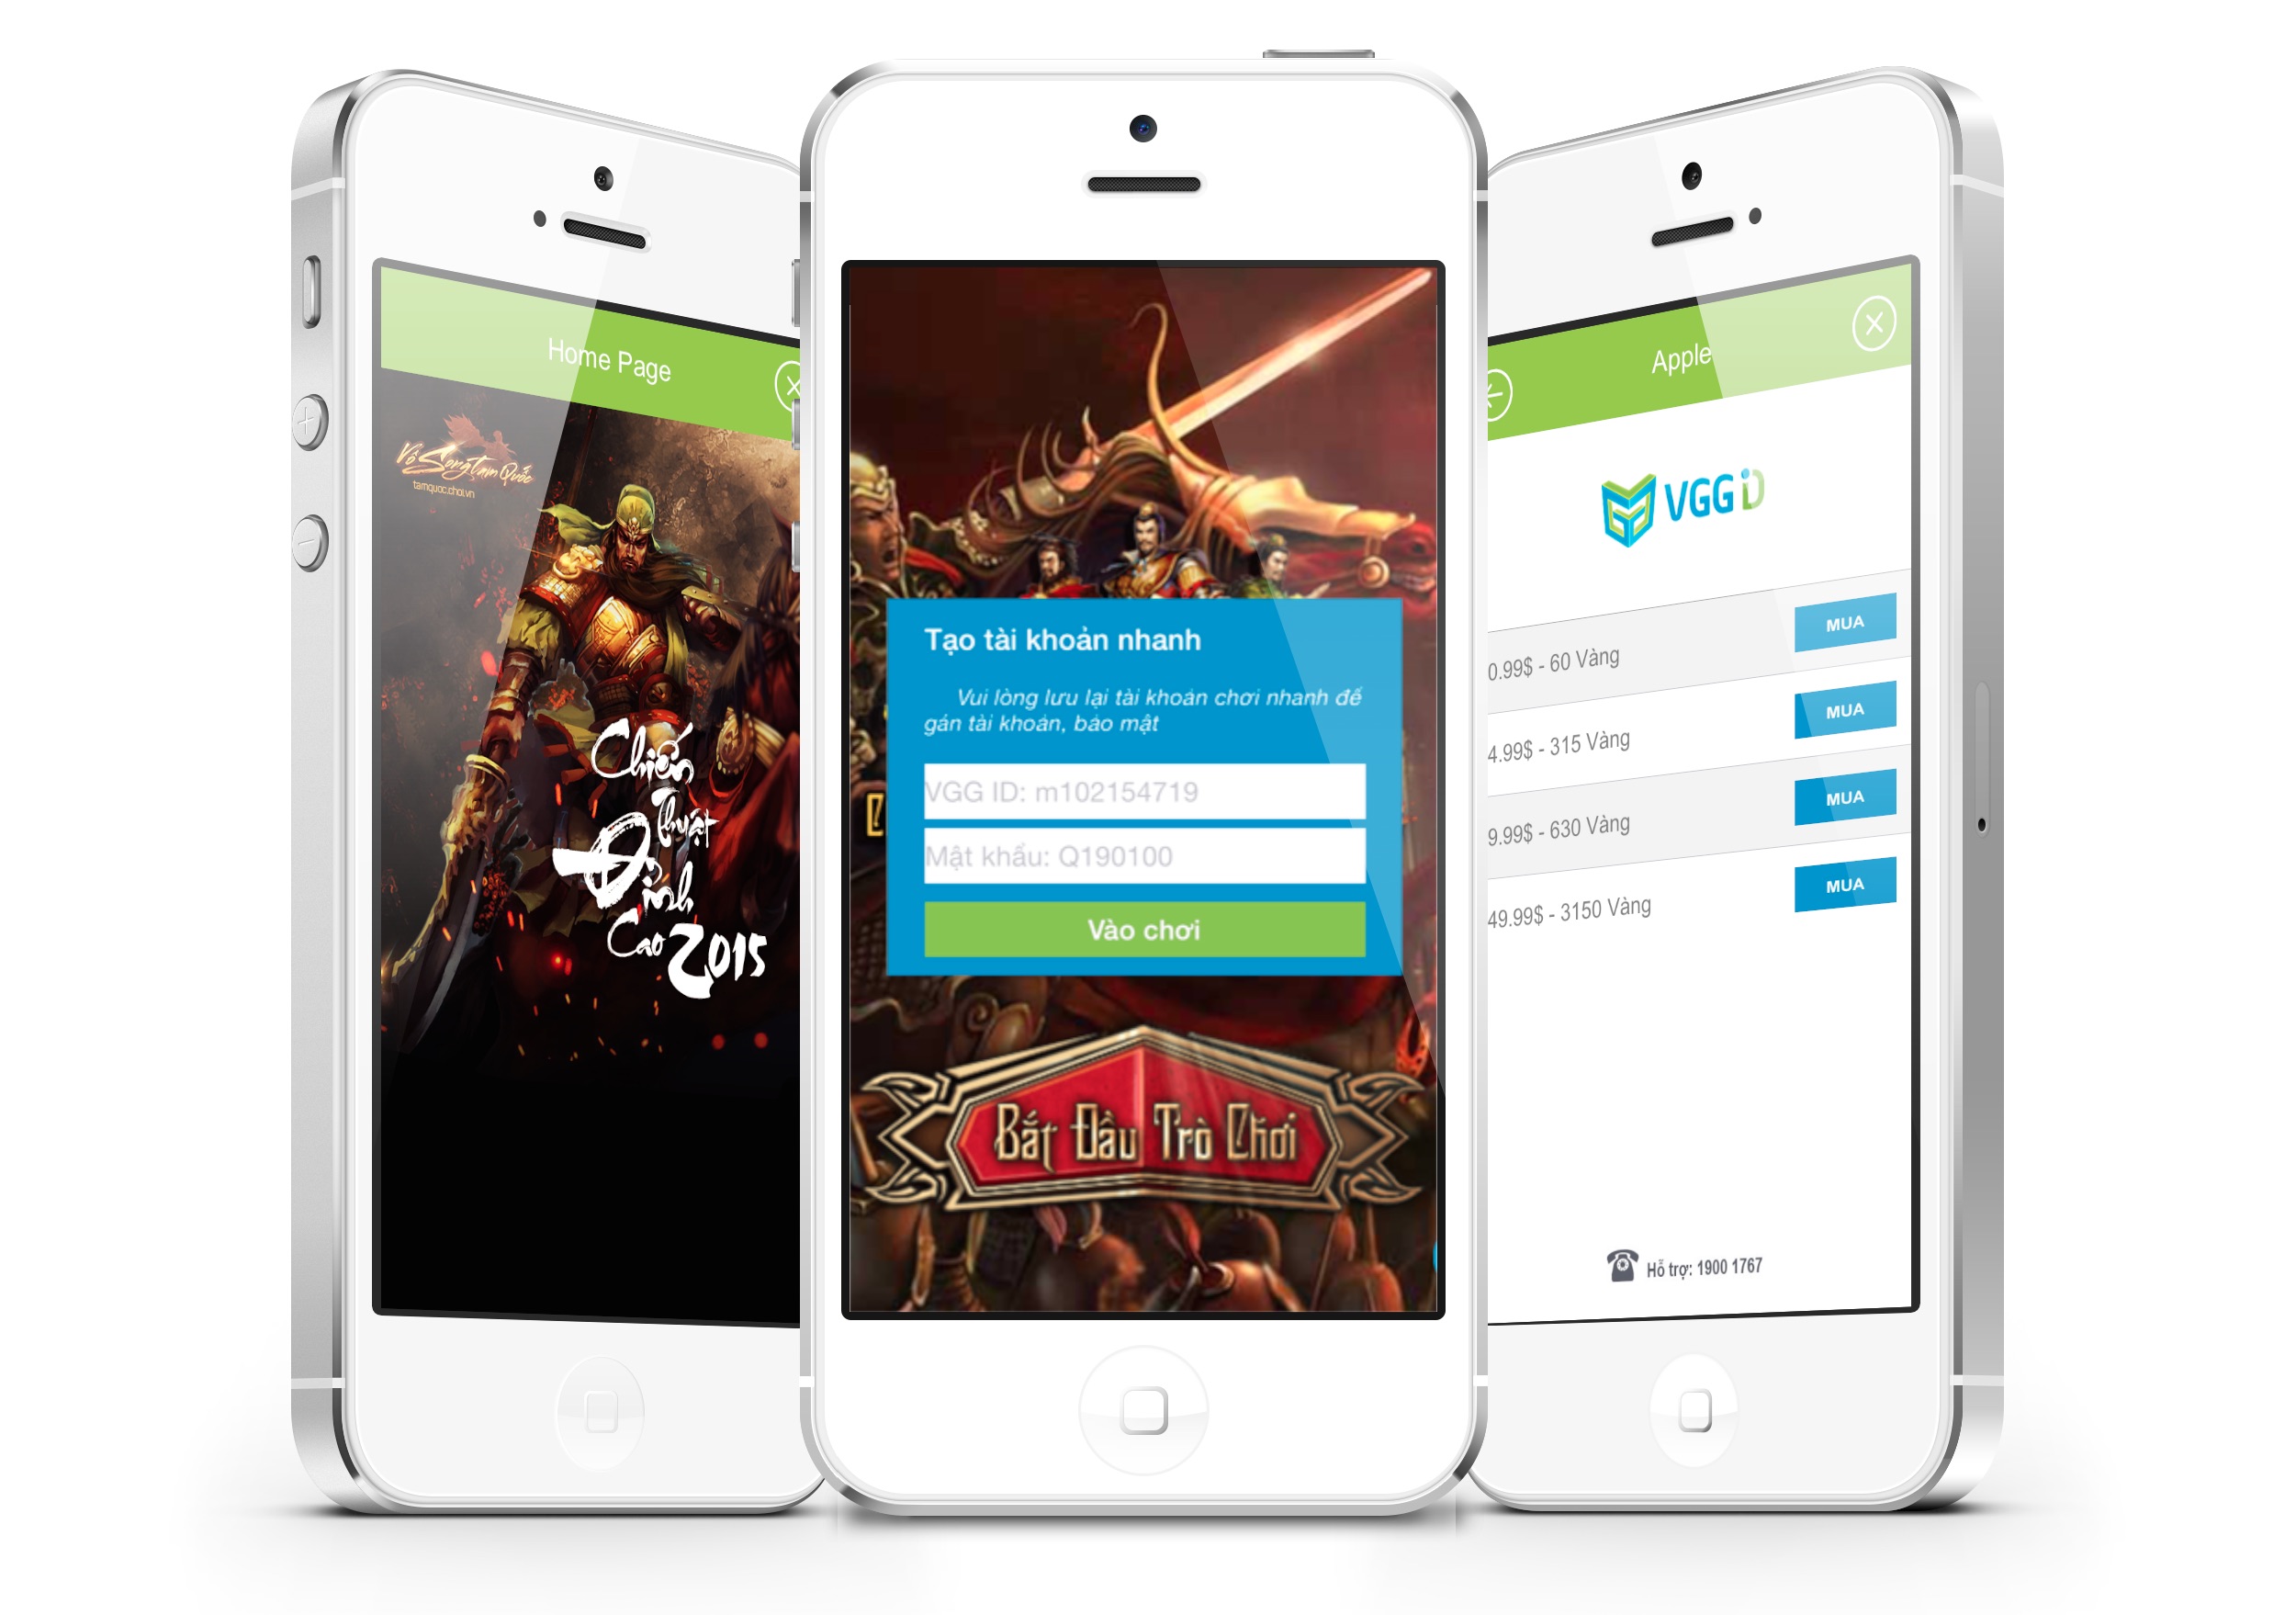 Home Page
Vô Song Tam Quốc
tamquoc.choi.vn
Chiến
Thuật
Đỉnh
Cao 2015
Tạo tài khoản nhanh
Vui lòng lưu lại tài khoản chơi nhanh để
gán tài khoản, bảo mật
VGG ID: m102154719
Mật khẩu: Q190100
Vào chơi
Bắt Đầu Trò Chơi
Apple
VGG iD
0.99$ - 60 Vàng MUA
4.99$ - 315 Vàng MUA
9.99$ - 630 Vàng MUA
49.99$ - 3150 Vàng MUA
Hỗ trợ: 1900 1767